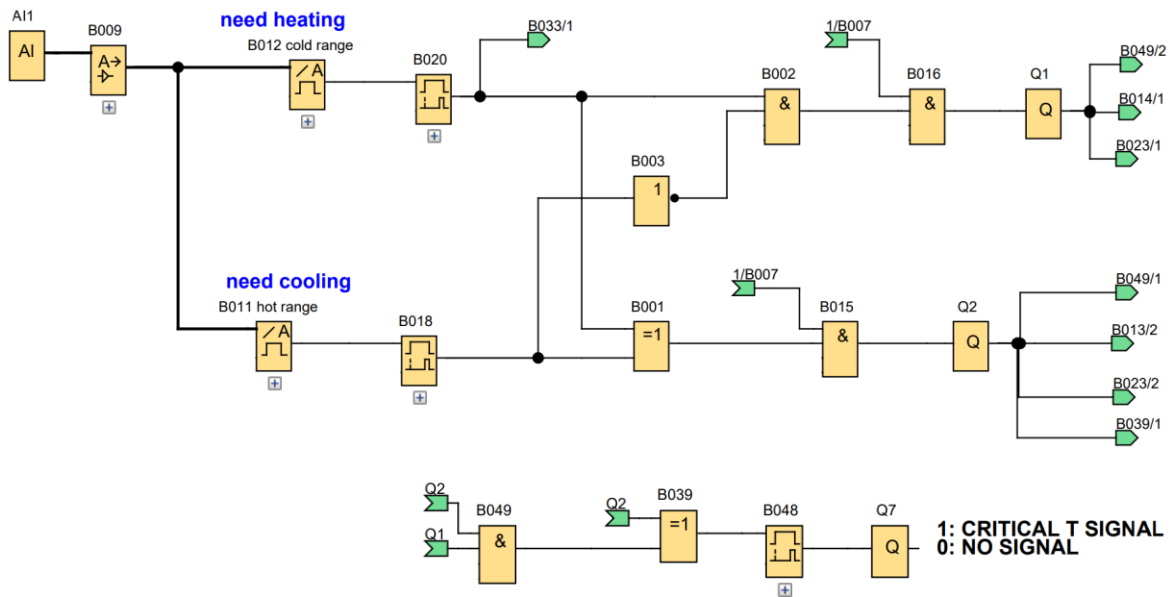 AI1
AI
B009
A→
need heating
B012 cold range
/A
B020
B033/1
1/B007
B002
&
B016
&
Q1
Q
B049/2
B014/1
B023/1
B003
1
need cooling
B011 hot range
/A
B018
B001
=1
1/B007
B015
&
Q2
Q
B049/1
B013/2
B023/2
B039/1
Q2
Q1
B049
&
Q2
B039
=1
B048
Q7
Q
1: CRITICAL T SIGNAL
0: NO SIGNAL